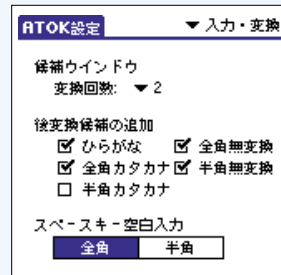 ATOK設定 ▼ 入力・変換
候補ウインドウ
変換回数: ▼ 2
後変換候補の追加
☑ ひらがな ☑ 全角無変換
☑ 全角カタカナ ☑ 半角無変換
☐ 半角カタカナ
スペースキー空白入力
全角 半角